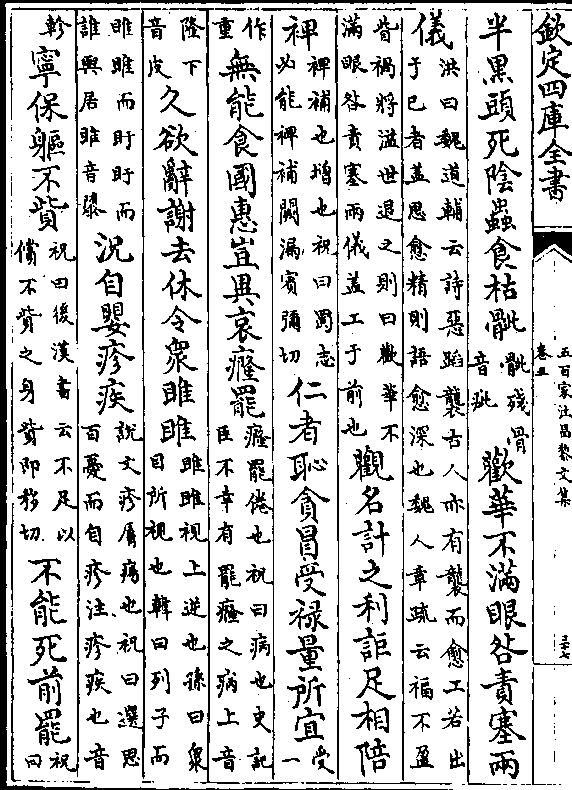 欽定四庫全書
五百家注昌黎文集
卷五
三十七
半黒頭死陰蟲食枯骴骴殘骨音疵歡華不滿眼咎責塞兩
儀洪曰魏道輔云詩惡蹈襲古人亦有襲而愈工若出于已者蓋思愈精則語愈深也魏人章疏云福不盈
眥禍將溢世退之則曰歡華不滿眼咎責塞兩儀蓋工于前也觀名計之利詎足相陪
裨裨補也增也祝曰蜀志必能裨補闕漏賔彌切仁者恥貪冒受禄量所宜受一
作重無能食國惠豈異哀癃罷癃罷倦也祝曰病也史記臣不幸有罷癃之病上音
隆下音皮久欲辭謝去休令衆睢睢睢睢視上逆也孫曰衆目所視也韓曰列子而
睢睢而盱盱而誰與居睢音隳況自嬰疹疾說文疹脣瘍也祝曰選思百憂而自疹注疹疾也音
軫寧保軀不貲祝曰後漢書云不足以償不貲之身貲即移切不能死前罷祝曰